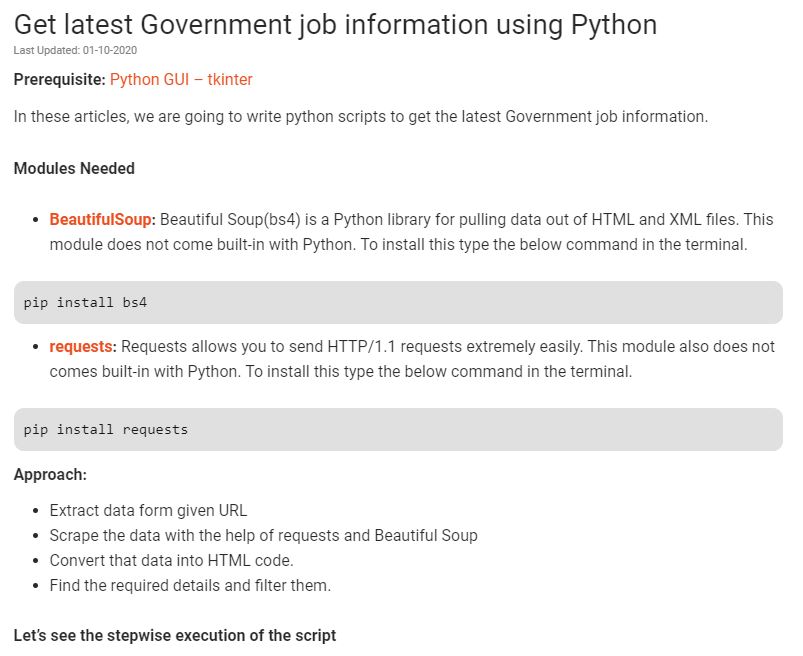 Get latest Government job information using Python
Last Updated: 01-10-2020
Prerequisite: Python GUI – tkinter
In these articles, we are going to write python scripts to get the latest Government job information.
Modules Needed
• BeautifulSoup: Beautiful Soup(bs4) is a Python library for pulling data out of HTML and XML files. This
module does not come built-in with Python. To install this type the below command in the terminal.
pip install bs4
• requests: Requests allows you to send HTTP/1.1 requests extremely easily. This module also does not
comes built-in with Python. To install this type the below command in the terminal.
pip install requests
Approach:
• Extract data form given URL
• Scrape the data with the help of requests and Beautiful Soup
• Convert that data into HTML code.
• Find the required details and filter them.
Let’s see the stepwise execution of the script